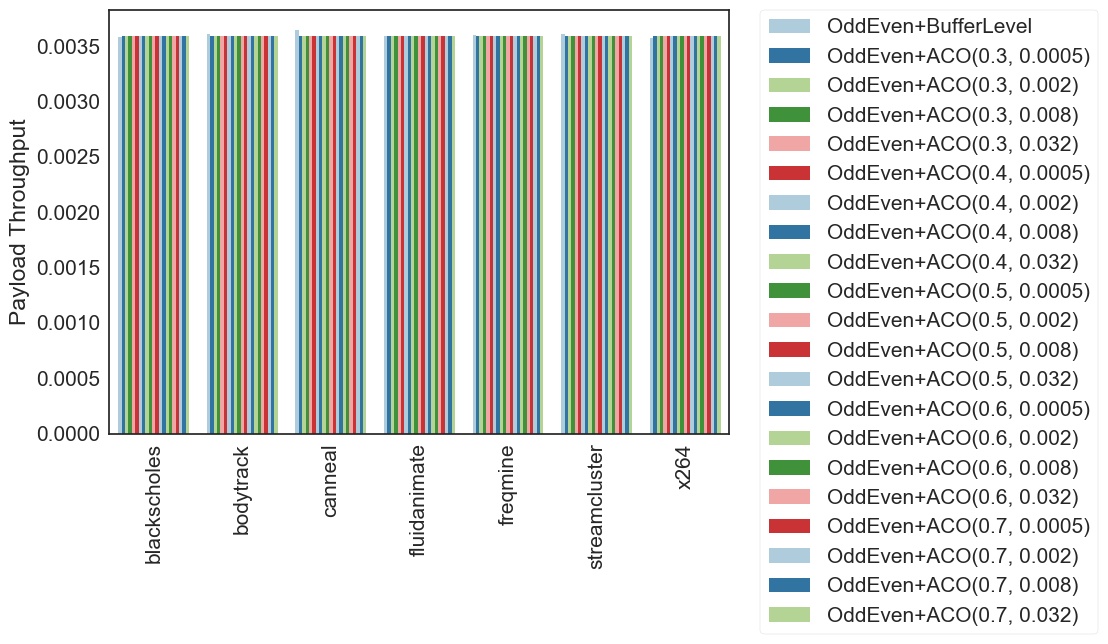 Payload Throughput
0.0035
0.0030
0.0025
0.0020
0.0015
0.0010
0.0005
0.0000
blackscholes
bodytrack
canneal
fluidanimate
freqmine
streamcluster
x264
OddEven+BufferLevel
OddEven+ACO(0.3, 0.0005)
OddEven+ACO(0.3, 0.002)
OddEven+ACO(0.3, 0.008)
OddEven+ACO(0.3, 0.032)
OddEven+ACO(0.4, 0.0005)
OddEven+ACO(0.4, 0.002)
OddEven+ACO(0.4, 0.008)
OddEven+ACO(0.4, 0.032)
OddEven+ACO(0.5, 0.0005)
OddEven+ACO(0.5, 0.002)
OddEven+ACO(0.5, 0.008)
OddEven+ACO(0.5, 0.032)
OddEven+ACO(0.6, 0.0005)
OddEven+ACO(0.6, 0.002)
OddEven+ACO(0.6, 0.008)
OddEven+ACO(0.6, 0.032)
OddEven+ACO(0.7, 0.0005)
OddEven+ACO(0.7, 0.002)
OddEven+ACO(0.7, 0.008)
OddEven+ACO(0.7, 0.032)